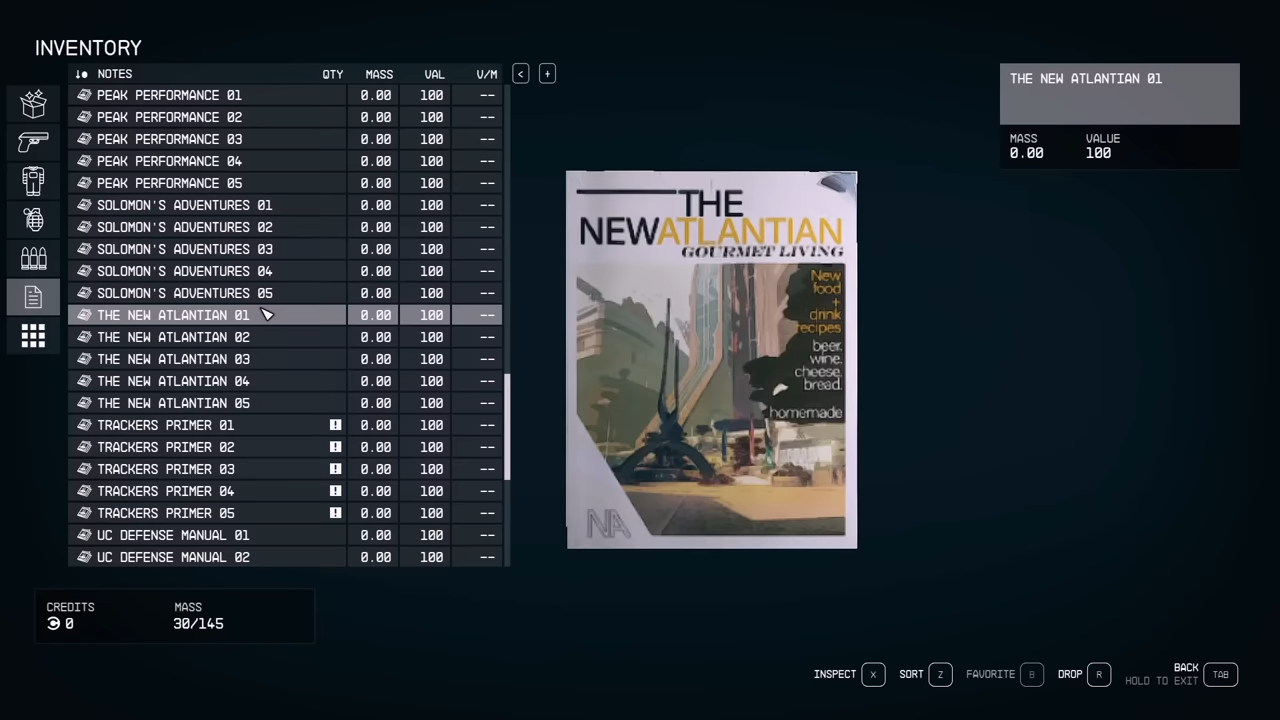 INVENTORY
NOTES QTY MASS VAL V/M < +
PEAK PERFORMANCE 01 0.00 100 --
PEAK PERFORMANCE 02 0.00 100 --
PEAK PERFORMANCE 03 0.00 100 --
PEAK PERFORMANCE 04 0.00 100 --
PEAK PERFORMANCE 05 0.00 100 --
SOLOMON'S ADVENTURES 01 0.00 100 --
SOLOMON'S ADVENTURES 02 0.00 100 --
SOLOMON'S ADVENTURES 03 0.00 100 --
SOLOMON'S ADVENTURES 04 0.00 100 --
SOLOMON'S ADVENTURES 05 0.00 100 --
THE NEW ATLANTIAN 01 0.00 100 --
THE NEW ATLANTIAN 02 0.00 100 --
THE NEW ATLANTIAN 03 0.00 100 --
THE NEW ATLANTIAN 04 0.00 100 --
THE NEW ATLANTIAN 05 0.00 100 --
TRACKERS PRIMER 01 ! 0.00 100 --
TRACKERS PRIMER 02 ! 0.00 100 --
TRACKERS PRIMER 03 ! 0.00 100 --
TRACKERS PRIMER 04 ! 0.00 100 --
TRACKERS PRIMER 05 ! 0.00 100 --
UC DEFENSE MANUAL 01 0.00 100 --
UC DEFENSE MANUAL 02 0.00 100 --
CREDITS MASS
0 30/145
THE
NEWATLANTIAN
GOURMET LIVING
New
food
+
drink
recipes
beer.
wine.
cheese.
bread.
homemade
NA
THE NEW ATLANTIAN 01
MASS VALUE
0.00 100
INSPECT X SORT Z FAVORITE B DROP R BACK TAB
HOLD TO EXIT